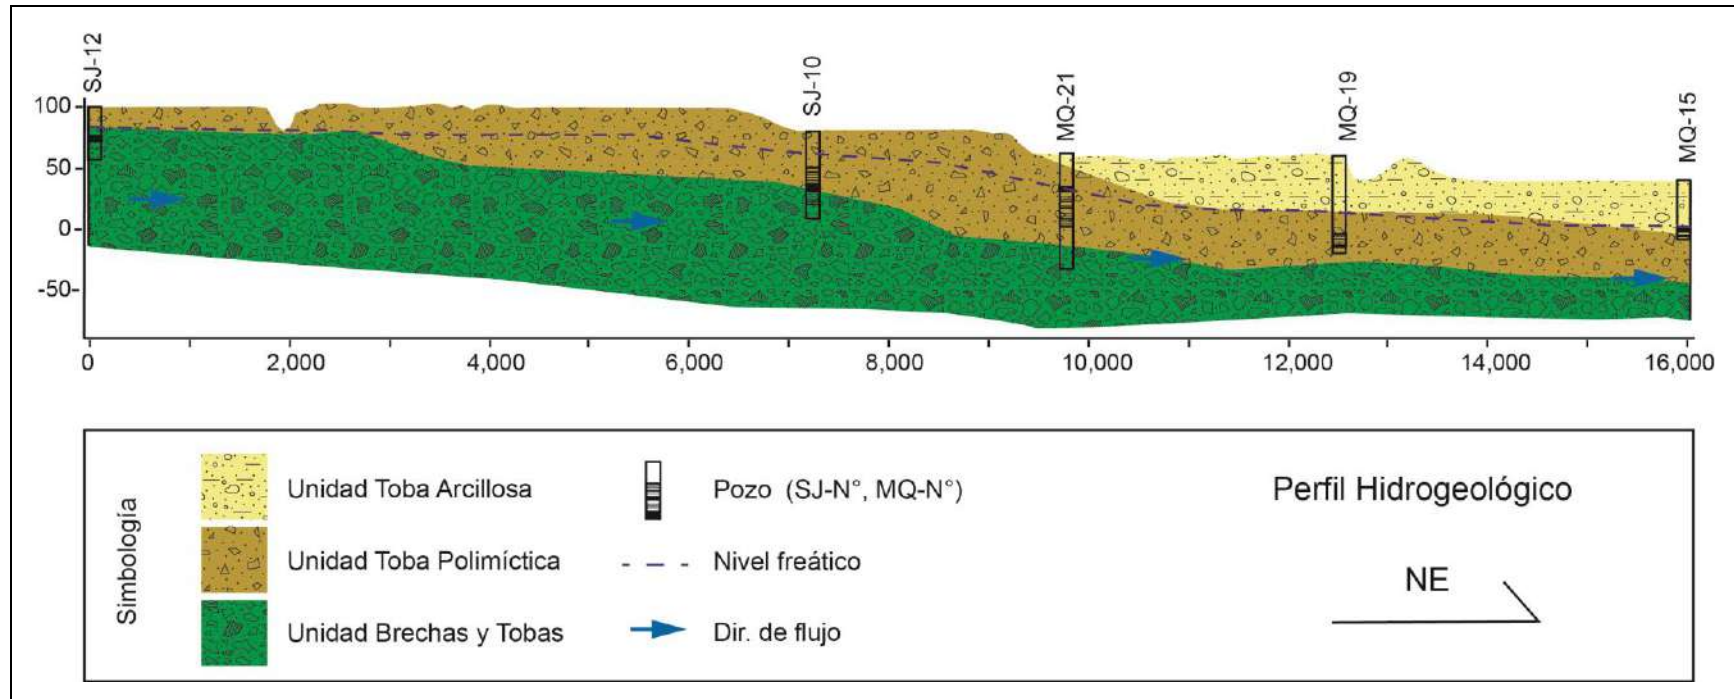 SJ-12
SJ-10
MQ-21
MQ-19
MQ-15
100
50
0
-50
0
2,000
4,000
6,000
8,000
10,000
12,000
14,000
16,000
Simbología
Unidad Toba Arcillosa
Unidad Toba Polimíctica
Unidad Brechas y Tobas
Pozo (SJ-N°, MQ-N°)
Nivel freático
Dir. de flujo
Perfil Hidrogeológico
NE